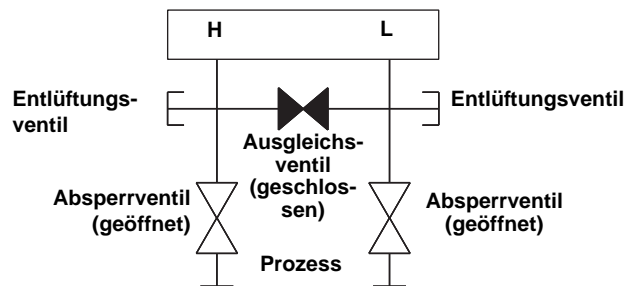 H
L
Entlüftungs-
ventil
Entlüftungsventil
Ausgleichs-
ventil
(geschlos-
sen)
Absperrventil
(geöffnet)
Absperrventil
(geöffnet)
Prozess